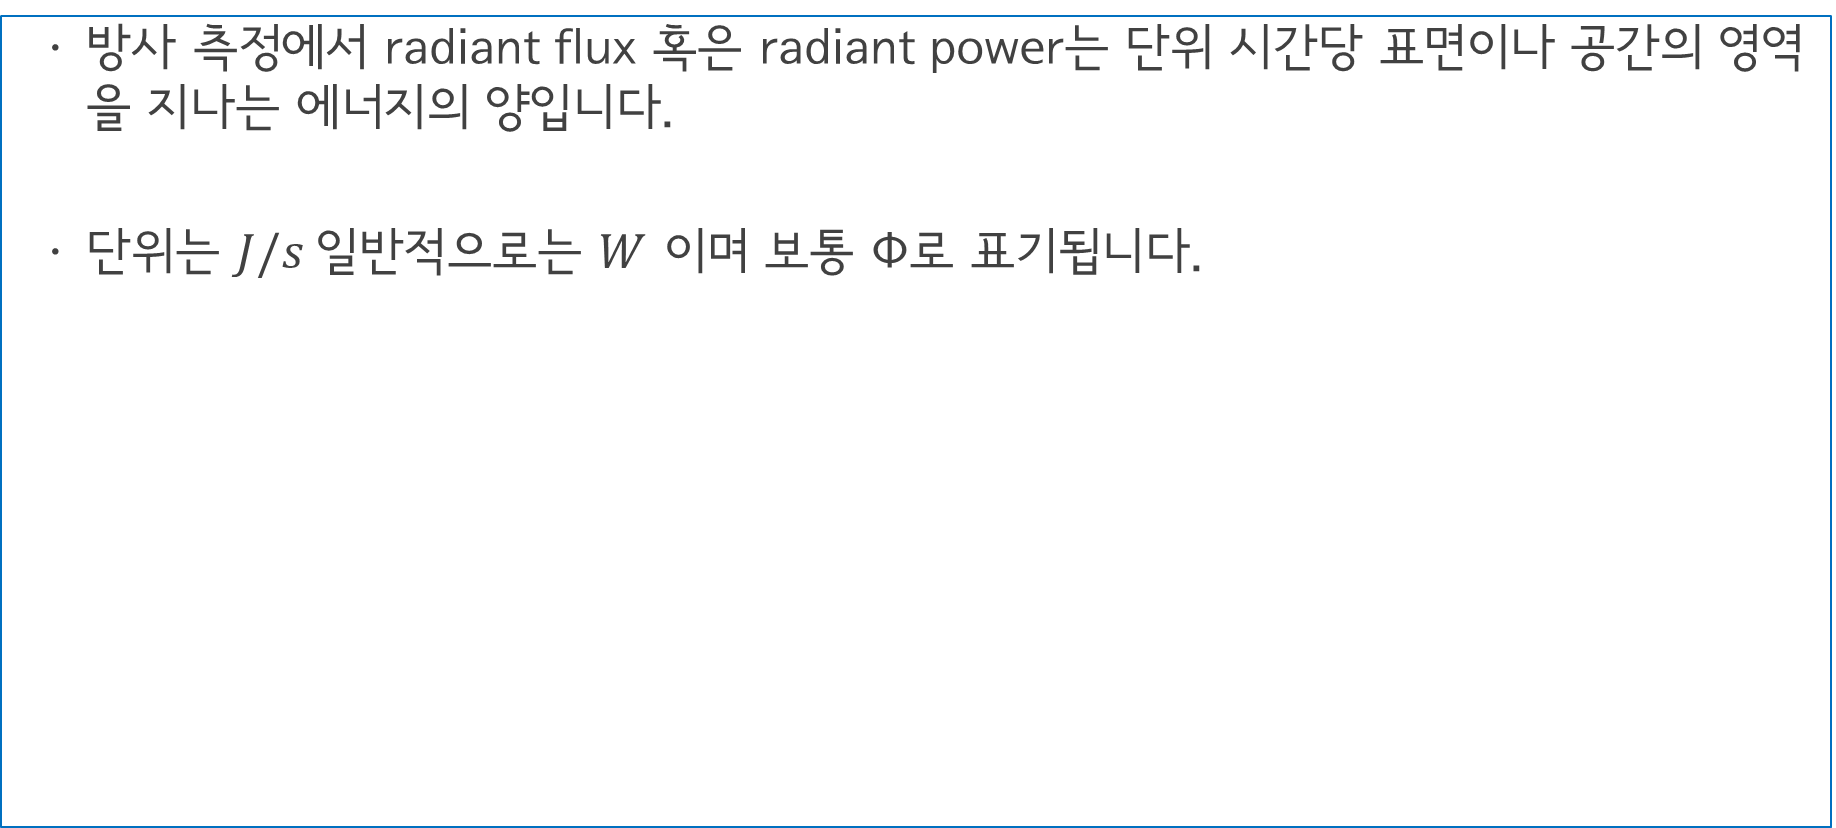 · 방사 측정에서 radiant flux 혹은 radiant power는 단위 시간당 표면이나 공간의 영역
을 지나는 에너지의 양입니다.
· 단위는 J/s 일반적으로는 W 이며 보통 Φ로 표기됩니다.